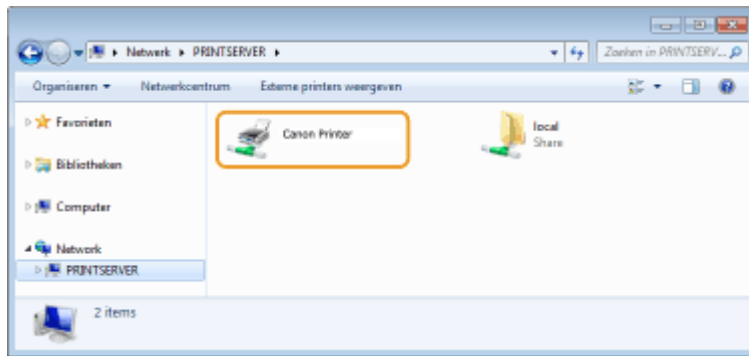 Netwerk ▸ PRINTSERVER ▸
Zoeken in PRINTSERV...
Organiseren
Netwerkcentrum
Externe printers weergeven
Favorieten
Bibliotheken
Computer
Netwerk
PRINTSERVER
Canon Printer
local
Share
2 items